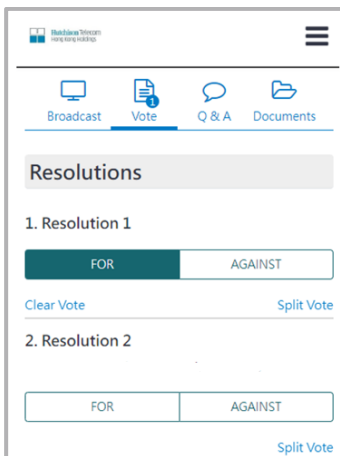 Hutchison Telecom
Hong Kong Holdings
Broadcast
1
Vote
Q & A
Documents
Resolutions
1. Resolution 1
FOR
AGAINST
Clear Vote
Split Vote
2. Resolution 2
FOR
AGAINST
Split Vote